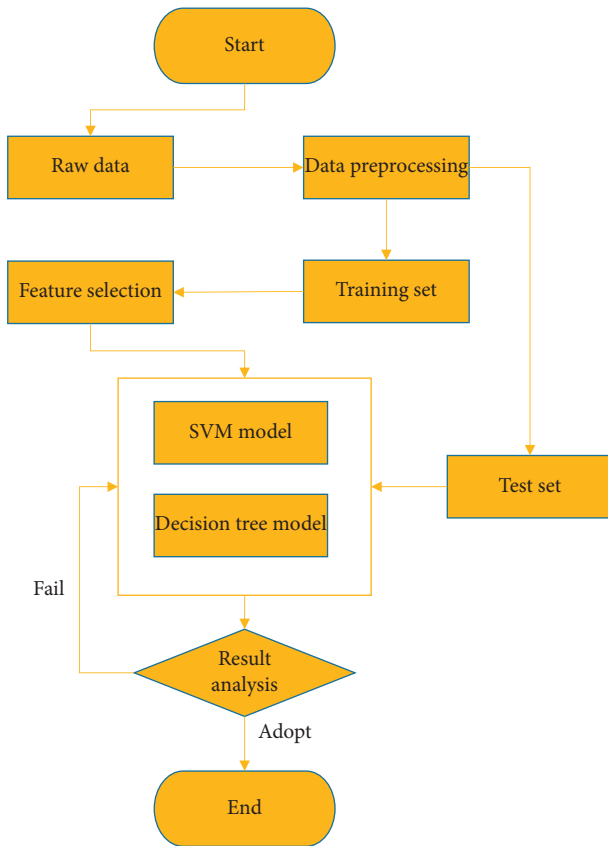 Start
Raw data
Data preprocessing
Feature selection
Training set
SVM model
Test set
Decision tree model
Fail
Result
analysis
Adopt
End